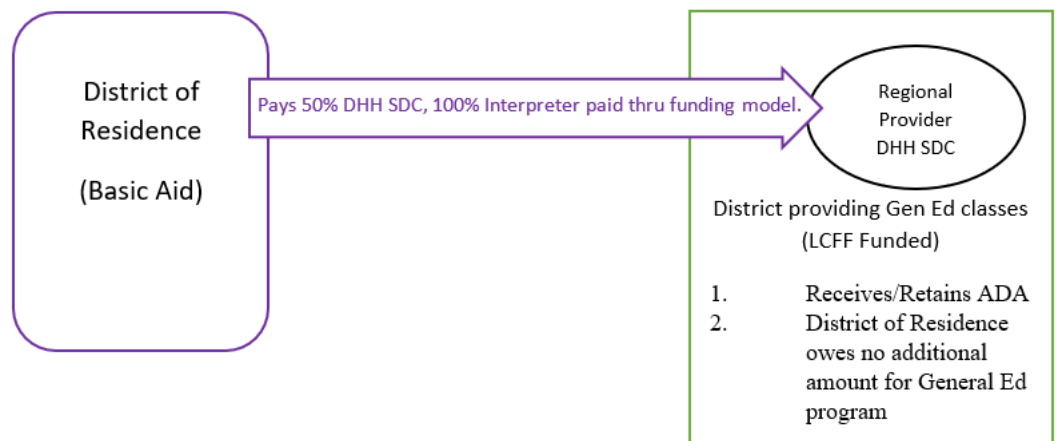 District of
Residence
(Basic Aid)
Pays 50% DHH SDC, 100% Interpreter paid thru funding model.
Regional
Provider
DHH SDC
District providing Gen Ed classes
(LCFF Funded)
1. Receives/Retains ADA
2. District of Residence
owes no additional
amount for General Ed
program